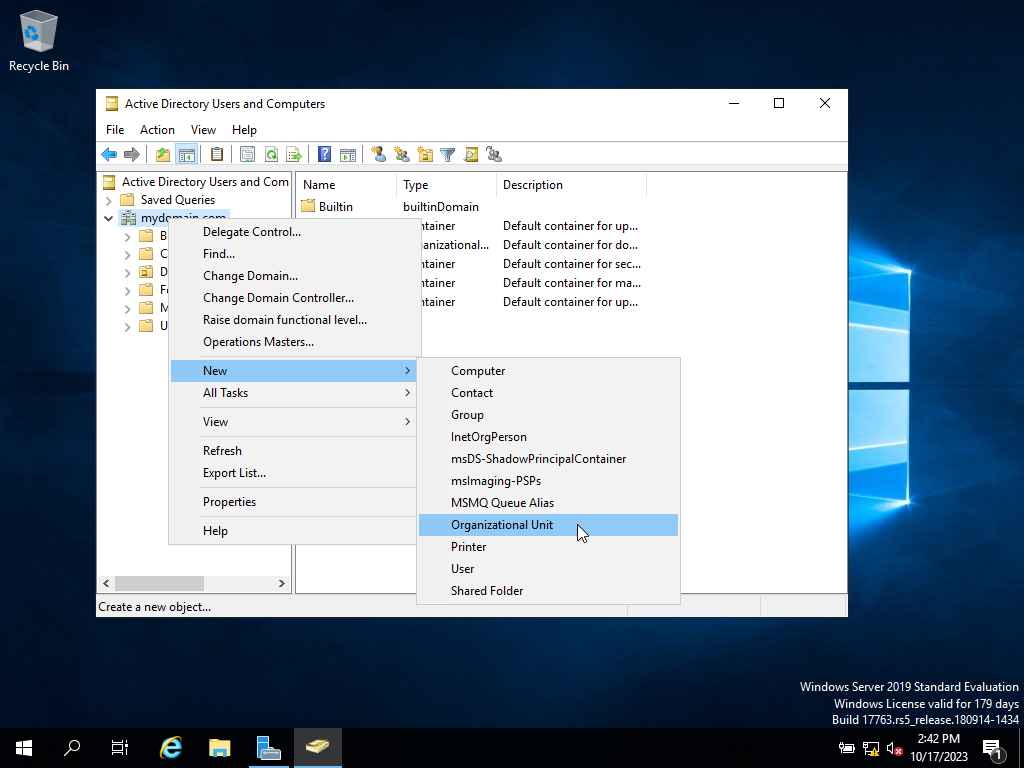 Recycle Bin
Active Directory Users and Computers
File Action View Help
Active Directory Users and Com
Saved Queries
mydomain.com
B
C
D
Fo
M
U
Name Type Description
Builtin builtinDomain
ntainer Default container for up...
ganizational... Default container for do...
ntainer Default container for sec...
ntainer Default container for ma...
ntainer Default container for up...
Delegate Control...
Find...
Change Domain...
Change Domain Controller...
Raise domain functional level...
Operations Masters...
New
All Tasks
View
Refresh
Export List...
Properties
Help
Computer
Contact
Group
InetOrgPerson
msDS-ShadowPrincipalContainer
msImaging-PSPs
MSMQ Queue Alias
Organizational Unit
Printer
User
Shared Folder
Create a new object...
Windows Server 2019 Standard Evaluation
Windows License valid for 179 days
Build 17763.rs5_release.180914-1434
2:42 PM
10/17/2023
1